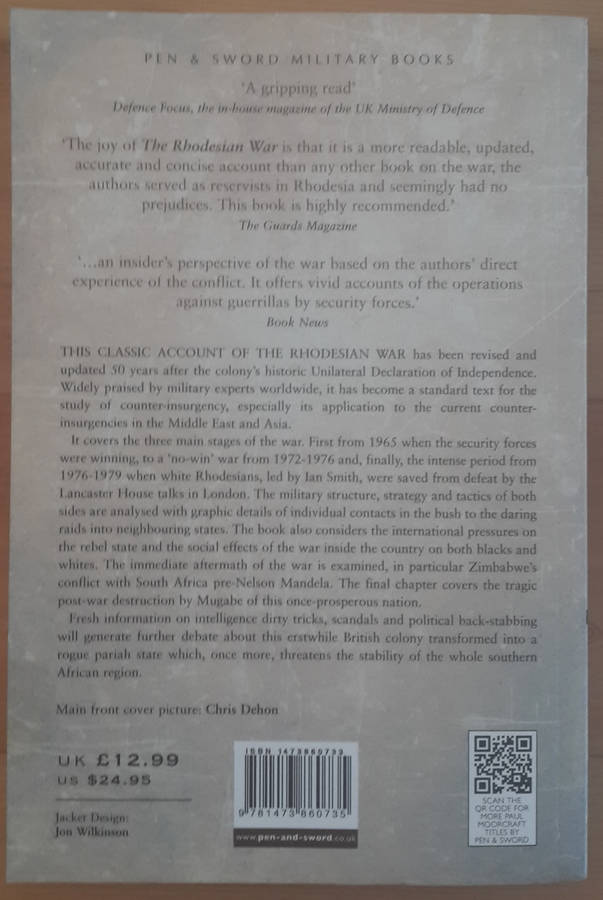 PEN & SWORD MILITARY BOOKS
'A gripping read'
Defence Focus, the in-house magazine of the UK Ministry of Defence
'The joy of The Rhodesian War is that it is a more readable, updated,
accurate and concise account than any other book on the war, the
authors served as reservists in Rhodesia and seemingly had no
prejudices. This book is highly recommended.'
The Guards Magazine
'...an insider's perspective of the war based on the authors' direct
experience of the conflict. It offers vivid accounts of the operations
against guerrillas by security forces.'
Book News
THIS CLASSIC ACCOUNT OF THE RHODESIAN WAR has been revised and
updated 50 years after the colony's historic Unilateral Declaration of Independence.
Widely praised by military experts worldwide, it has become a standard text for the
study of counter-insurgency, especially its application to the current counter-
insurgencies in the Middle East and Asia.
It covers the three main stages of the war. First from 1965 when the security forces
were winning, to a 'no-win' war from 1972-1976 and, finally, the intense period from
1976-1979 when white Rhodesians, led by Ian Smith, were saved from defeat by the
Lancaster House talks in London. The military structure, strategy and tactics of both
sides are analysed with graphic details of individual contacts in the bush to the daring
raids into neighbouring states. The book also considers the international pressures on
the rebel state and the social effects of the war inside the country on both blacks and
whites. The immediate aftermath of the war is examined, in particular Zimbabwe's
conflict with South Africa pre-Nelson Mandela. The final chapter covers the tragic
post-war destruction by Mugabe of this once-prosperous nation.
Fresh information on intelligence dirty tricks, scandals and political back-stabbing
will generate further debate about this erstwhile British colony transformed into a
rogue pariah state which, once more, threatens the stability of the whole southern
African region.
Main front cover picture: Chris Dehon
UK £12.99
US $24.95
Jacket Design:
Jon Wilkinson
ISBN 1473860733
9 781473 860735
www.pen-and-sword.co.uk
SCAN THE
QR CODE FOR
MORE PAUL
MOORCRAFT
TITLES BY
PEN & SWORD